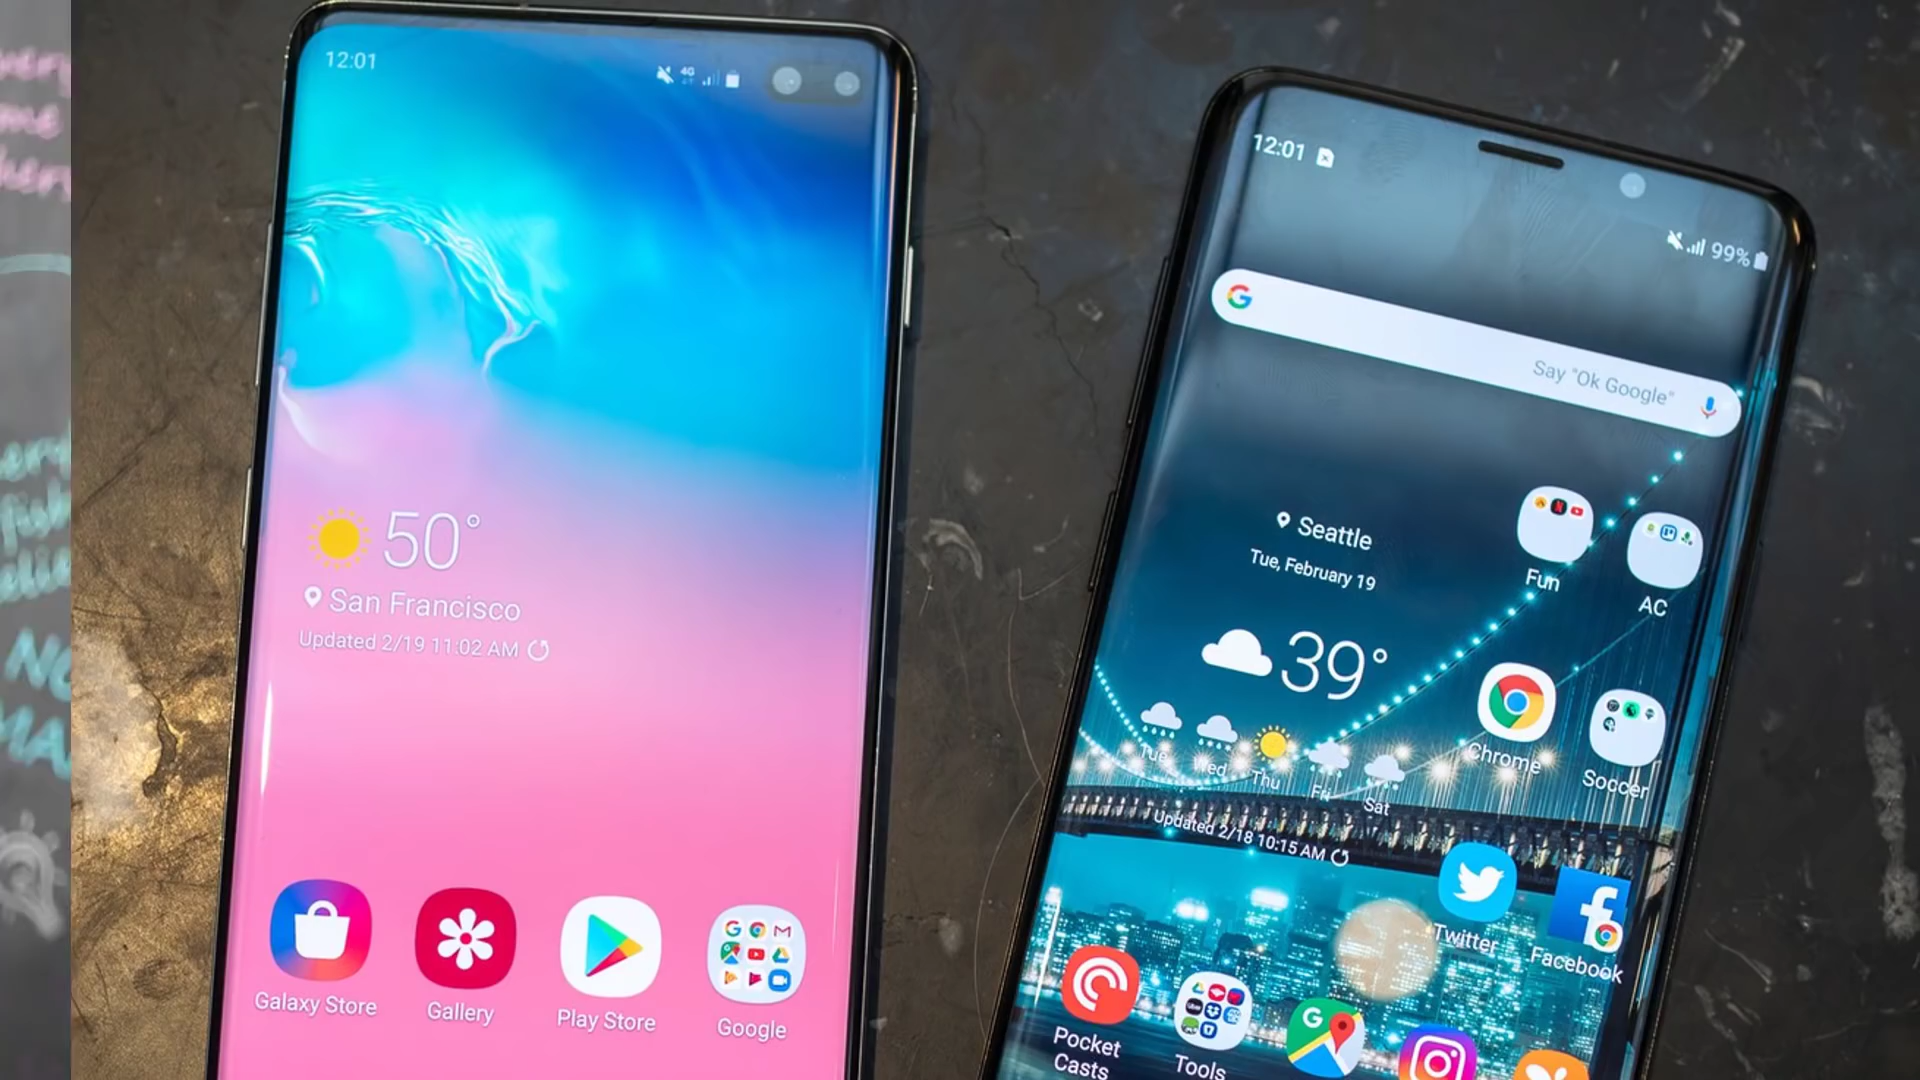 12:01
4G
50°
San Francisco
Updated 2/19 11:02 AM
Galaxy Store
Gallery
Play Store
Google
12:01
99%
Say "Ok Google"
Seattle
Tue, February 19
39°
Tue Wed Thu Fri Sat
Updated 2/18 10:15 AM
Fun
AC
Chrome
Soccer
Twitter
Facebook
Pocket
Casts
Tools
NO